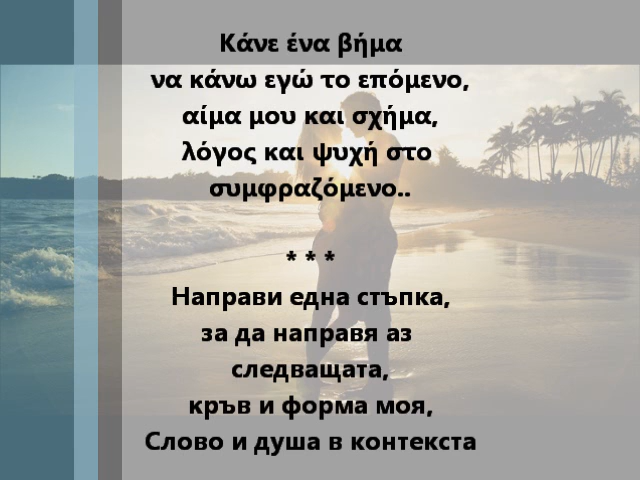 Κάνε ένα βήμα
να κάνω εγώ το επόμενο,
αίμα μου και σχήμα,
λόγος και ψυχή στο
συμφραζόμενο..
* * *
Направи една стъпка,
за да направя аз
следващата,
кръв и форма моя,
Слово и душа в контекста